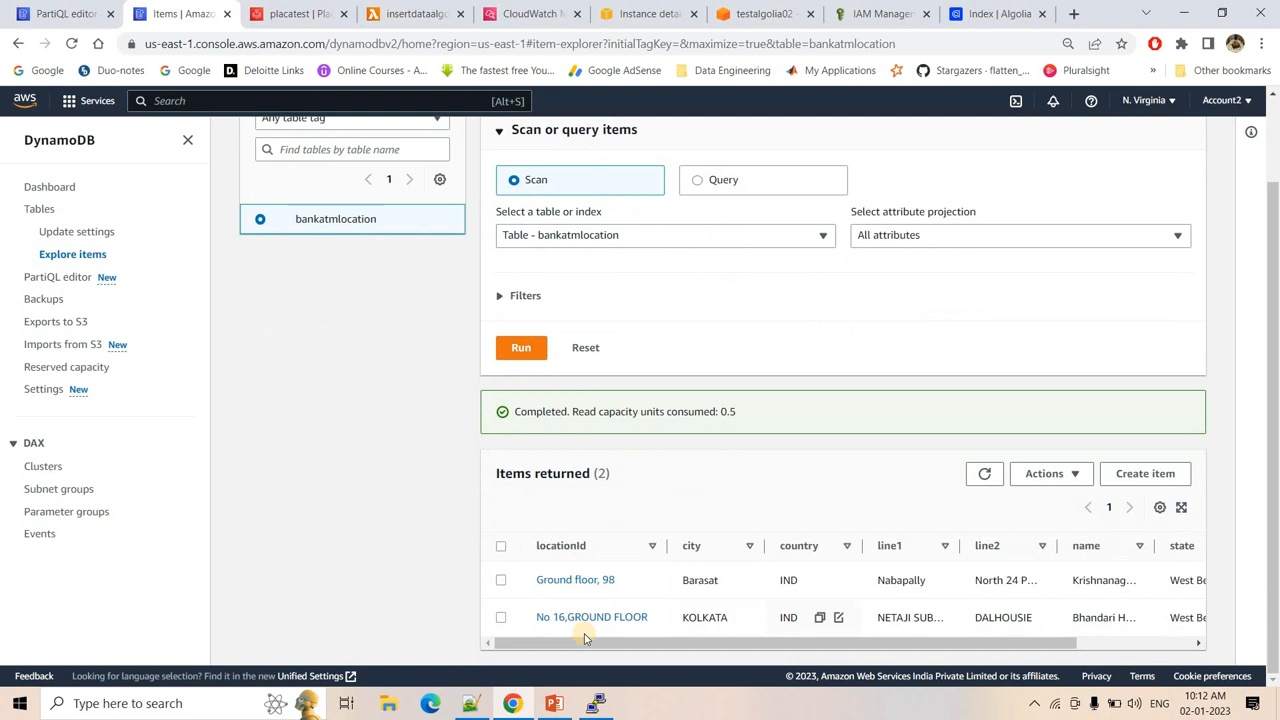 PartiQL editor
Items | Amaz
placatest | Pla
insertdataalgo
CloudWatch M
Instance deta
testalgolia02
IAM Manage
Index | Algolia
us-east-1.console.aws.amazon.com/dynamodbv2/home?region=us-east-1#item-explorer?initialTagKey=&maximize=true&table=bankatmlocation
Google
Duo-notes
Google
Deloitte Links
Online Courses - A...
The fastest free You...
Google AdSense
Data Engineering
My Applications
Stargazers · flatten_...
Pluralsight
»
Other bookmarks
aws
Services
Search
[Alt+S]
N. Virginia
Account2
DynamoDB
Dashboard
Tables
Update settings
Explore items
PartiQL editor New
Backups
Exports to S3
Imports from S3 New
Reserved capacity
Settings New
DAX
Clusters
Subnet groups
Parameter groups
Events
Any table tag
Find tables by table name
1
bankatmlocation
Scan or query items
Scan
Query
Select a table or index
Select attribute projection
Table - bankatmlocation
All attributes
Filters
Run
Reset
Completed. Read capacity units consumed: 0.5
Items returned (2)
Actions
Create item
1
locationId city country line1 line2 name state
Ground floor, 98 Barasat IND Nabapally North 24 P... Krishnanag... West Be
No 16,GROUND FLOOR KOLKATA IND NETAJI SUB... DALHOUSIE Bhandari H... West Be
Feedback
Looking for language selection? Find it in the new Unified Settings
© 2023, Amazon Web Services India Private Limited or its affiliates.
Privacy
Terms
Cookie preferences
Type here to search
ENG
10:12 AM
02-01-2023